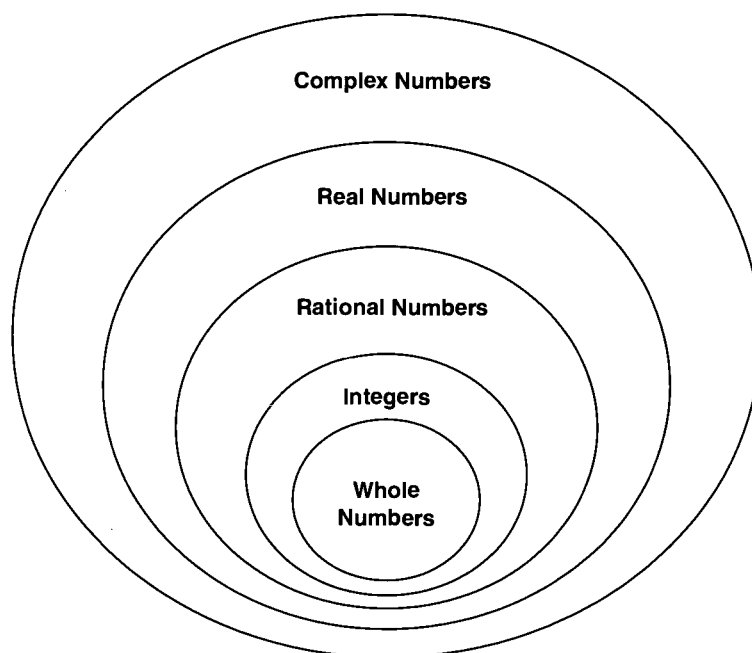 Complex Numbers
Real Numbers
Rational Numbers
Integers
Whole
Numbers